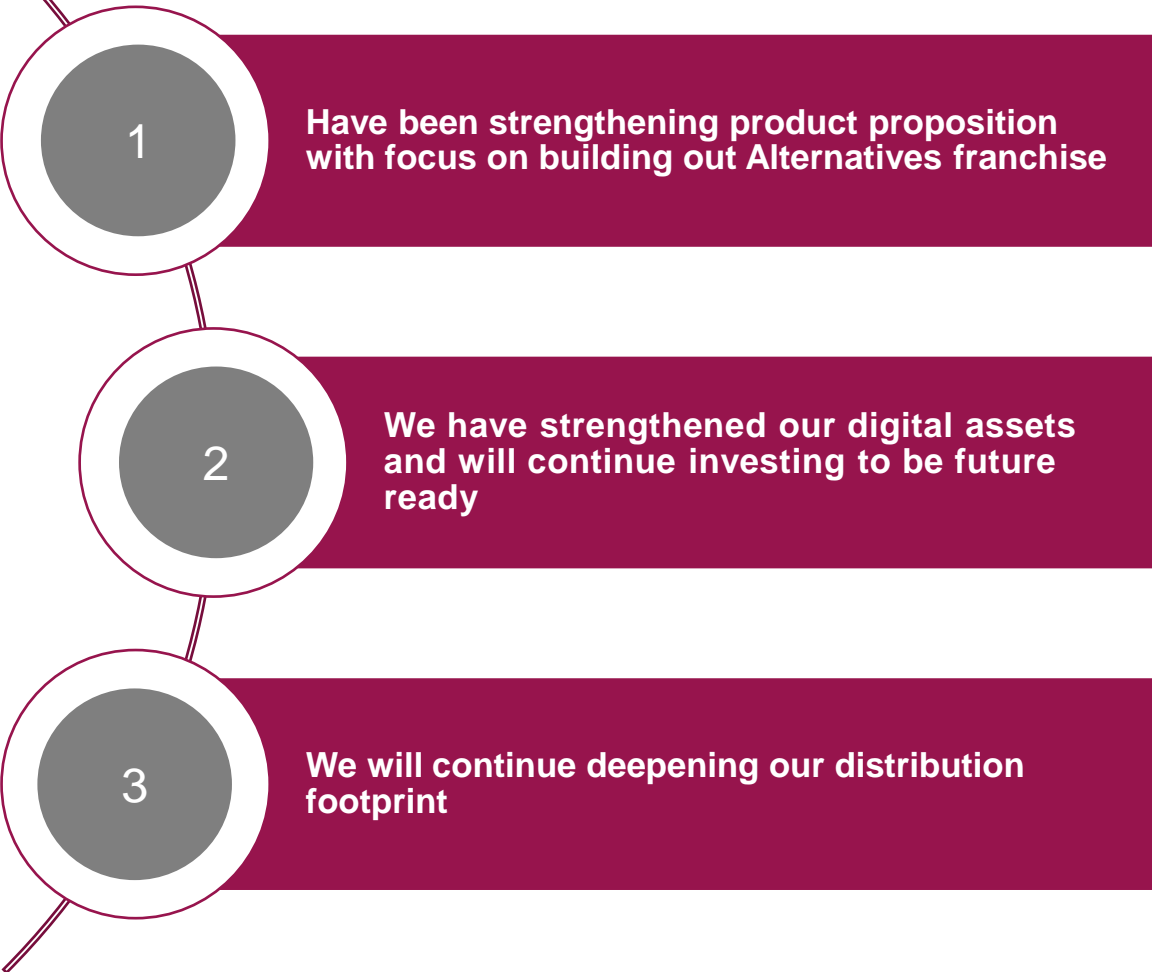 1
Have been strengthening product proposition
with focus on building out Alternatives franchise
2
We have strengthened our digital assets
and will continue investing to be future
ready
3
We will continue deepening our distribution
footprint